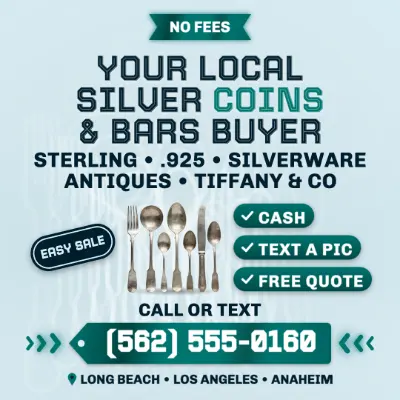 NO FEES
YOUR LOCAL
SILVER COINS
& BARS BUYER
STERLING • .925 • SILVERWARE
ANTIQUES • TIFFANY & CO
EASY SALE
CASH
TEXT A PIC
FREE QUOTE
CALL OR TEXT
(562) 555-0160
LONG BEACH • LOS ANGELES • ANAHEIM